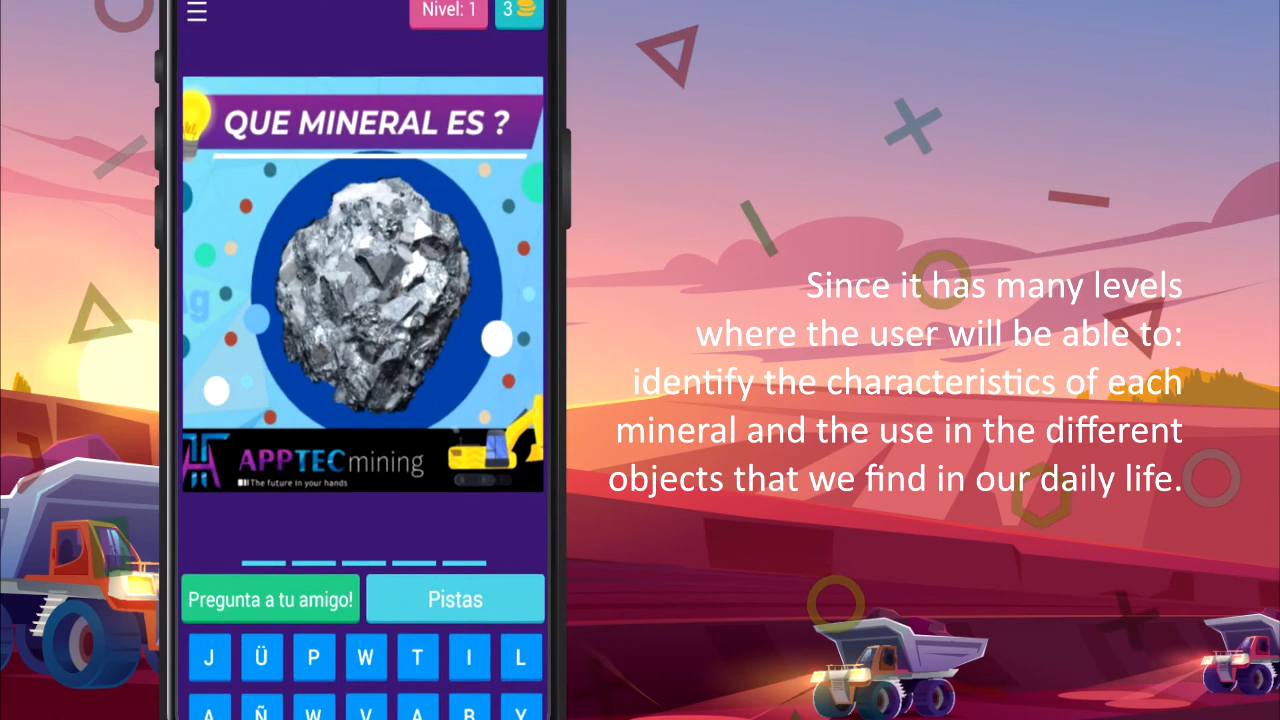 Nivel: 1
3
QUE MINERAL ES ?
APPTEC mining
The future in your hands
Pregunta a tu amigo!
Pistas
J Ü P W T I L
A Ñ W V A B Y
Since it has many levels
where the user will be able to:
identify the characteristics of each
mineral and the use in the different
objects that we find in our daily life.